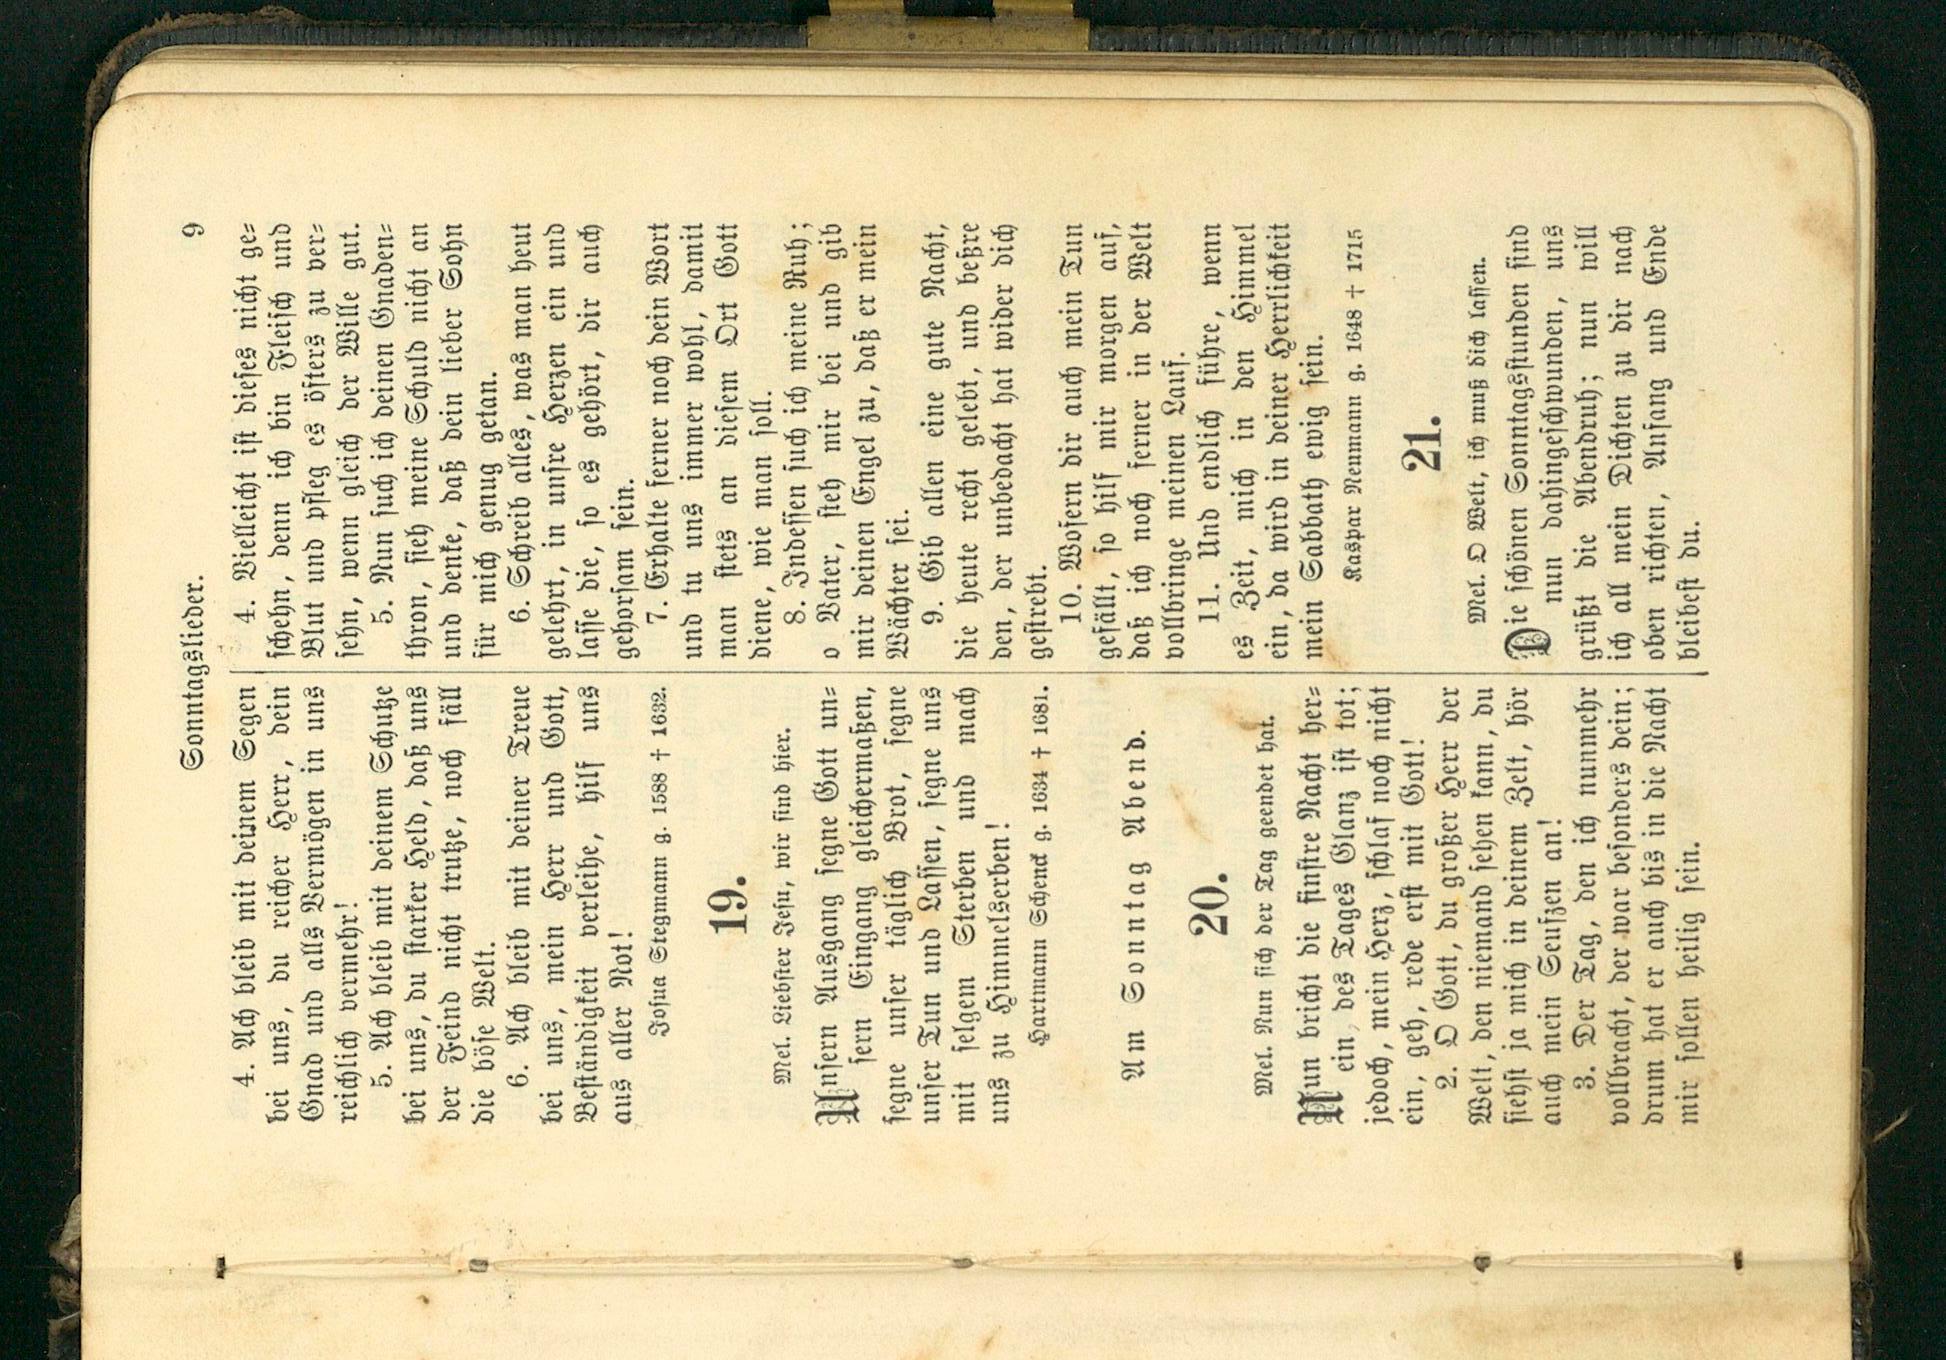 Sonntagslieder.
9
4. Ach bleib mit deinem Segen
bei uns, du reicher Herr, dein
Gnad und alls Vermögen in uns
reichlich vermehr!
5. Ach bleib mit deinem Schutze
bei uns, du starker Held, daß uns
der Feind nicht trutze, noch fäll
die böse Welt.
6. Ach bleib mit deiner Treue
bei uns, mein Herr und Gott,
Beständigkeit verleihe, hilf uns
aus aller Not!
Josua Stegmann g. 1588 † 1632.
19.
Mel. Liebster Jesu, wir sind hier.
Unsern Ausgang segne Gott un=
sern Eingang gleichermaßen,
segne unser täglich Brot, segne
unser Tun und Lassen, segne uns
mit selgem Sterben und mach
uns zu Himmelserben!
Hartmann Schenck g. 1634 † 1681.
Am Sonntag Abend.
20.
Mel. Nun sich der Tag geendet hat.
Nun bricht die finstre Nacht her=
ein, des Tages Glanz ist tot;
jedoch, mein Herz, schlaf noch nicht
ein, geh, rede erst mit Gott!
2. O Gott, du großer Herr der
Welt, den niemand sehen kann, du
siehst ja mich in deinem Zelt, hör
auch mein Seufzen an!
3. Der Tag, den ich nunmehr
vollbracht, der war besonders dein;
drum hat er auch bis in die Nacht
mir sollen heilig sein.
4. Vielleicht ist dieses nicht ge=
schehn, denn ich bin Fleisch und
Blut und pfleg es öfters zu ver=
sehn, wenn gleich der Wille gut.
5. Nun such ich deinen Gnaden=
thron, sieh meine Schuld nicht an
und denke, daß dein lieber Sohn
für mich genug getan.
6. Schreib alles, was man heut
gelehrt, in unsre Herzen ein und
lasse die, so es gehört, dir auch
gehorsam sein.
7. Erhalte ferner noch dein Wort
und tu uns immer wohl, damit
man stets an diesem Ort Gott
diene, wie man soll.
8. Indessen such ich meine Ruh;
o Vater, steh mir bei und gib
mir deinen Engel zu, daß er mein
Wächter sei.
9. Gib allen eine gute Nacht,
die heute recht gelebt, und beßre
den, der unbedacht hat wider dich
gestrebt.
10. Wofern dir auch mein Tun
gefällt, so hilf mir morgen auf,
daß ich noch ferner in der Welt
vollbringe meinen Lauf.
11. Und endlich führe, wenn
es Zeit, mich in den Himmel
ein, da wird in deiner Herrlichkeit
mein Sabbath ewig sein.
Kaspar Neumann g. 1648 † 1715
21.
Mel. O Welt, ich muß dich lassen.
Die schönen Sonntagsstunden sind
nun dahingeschwunden, uns
grüßt die Abendruh; nun will
ich all mein Dichten zu dir nach
oben richten, Anfang und Ende
bleibest du.